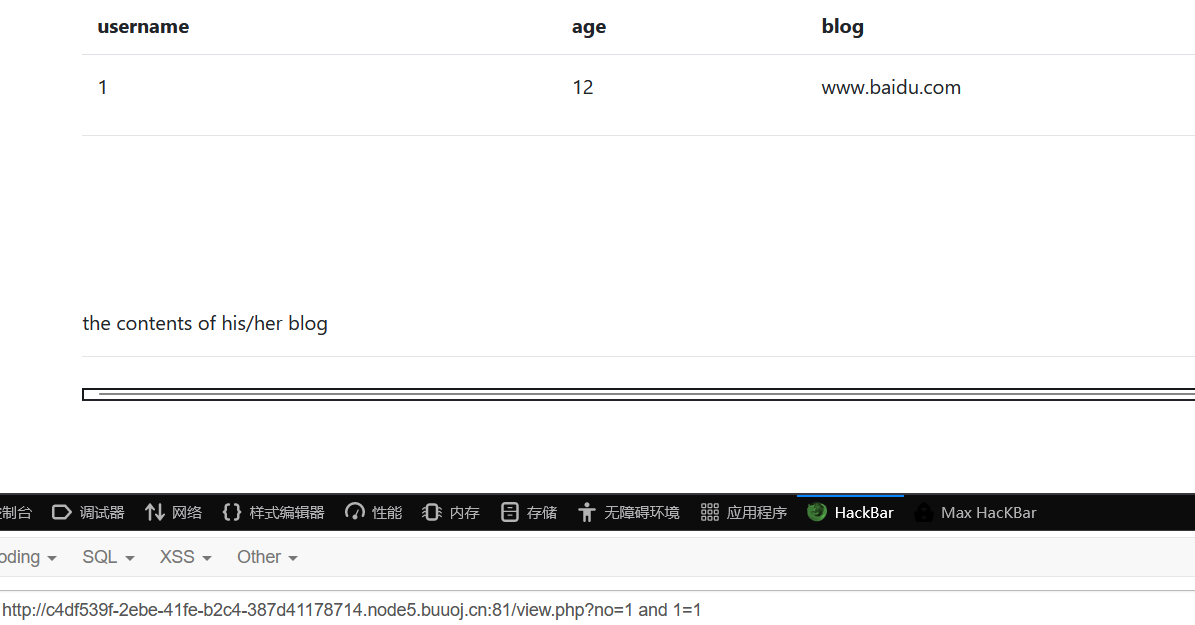 username age blog
1 12 www.baidu.com
the contents of his/her blog
制台 调试器 网络 样式编辑器 性能 内存 存储 无障碍环境 应用程序 HackBar Max HacKBar
oding SQL XSS Other
http://c4df539f-2ebe-41fe-b2c4-387d41178714.node5.buuoj.cn:81/view.php?no=1 and 1=1